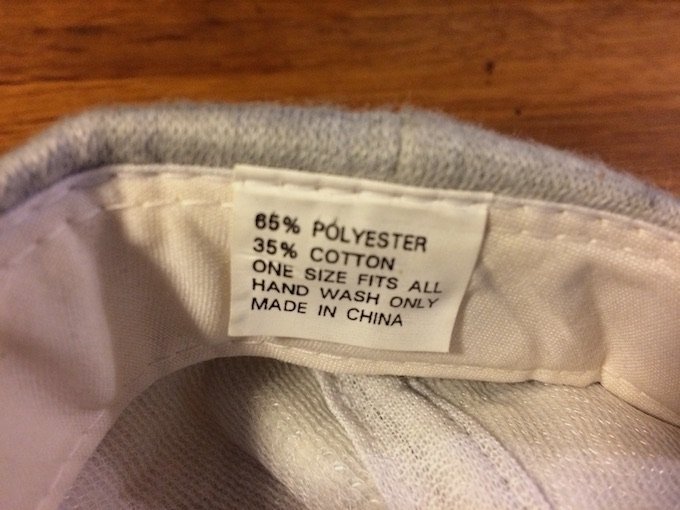 65% POLYESTER
35% COTTON
ONE SIZE FITS ALL
HAND WASH ONLY
MADE IN CHINA